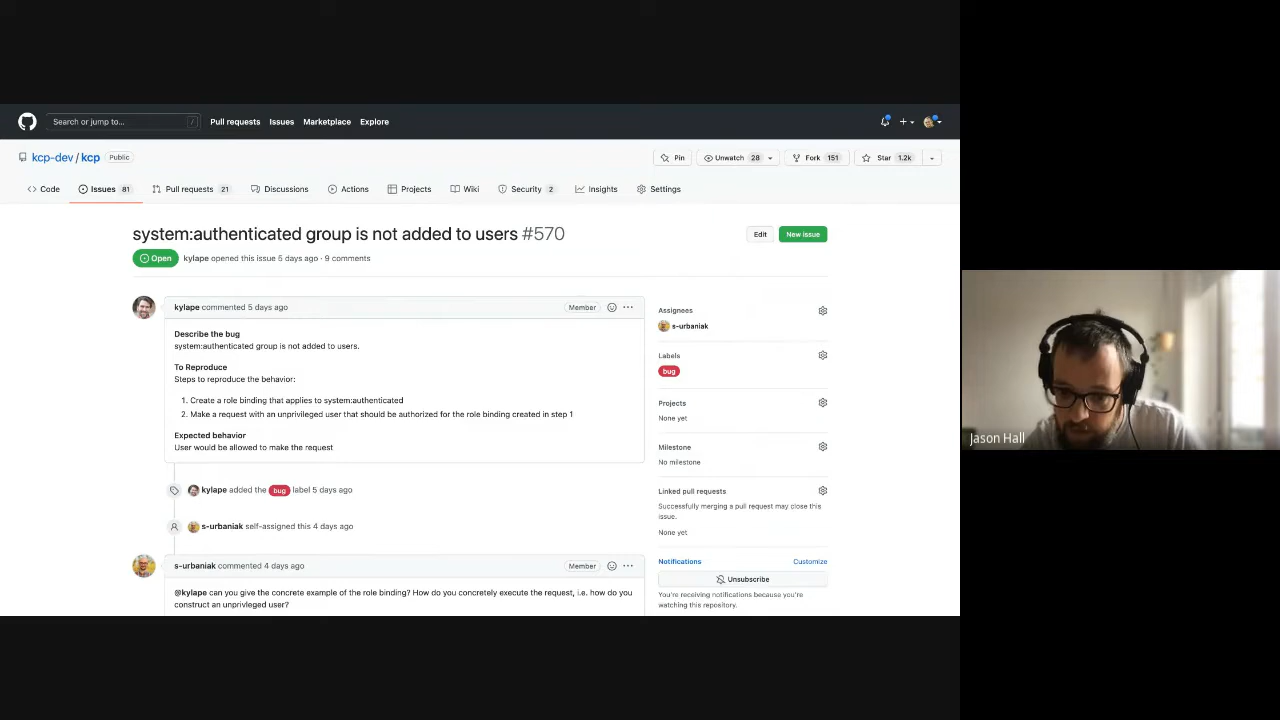 Search or jump to...
/
Pull requests
Issues
Marketplace
Explore
kcp-dev / kcp
Public
Pin
Unwatch 28
Fork 151
Star 1.2k
Code
Issues 81
Pull requests 21
Discussions
Actions
Projects
Wiki
Security 2
Insights
Settings
system:authenticated group is not added to users #570
Edit
New issue
Open
kylape opened this issue 5 days ago · 9 comments
kylape commented 5 days ago
Member
Describe the bug
system:authenticated group is not added to users.
To Reproduce
Steps to reproduce the behavior:
1. Create a role binding that applies to system:authenticated
2. Make a request with an unprivileged user that should be authorized for the role binding created in step 1
Expected behavior
User would be allowed to make the request
kylape added the bug label 5 days ago
s-urbaniak self-assigned this 4 days ago
s-urbaniak commented 4 days ago
Member
@kylape can you give the concrete example of the role binding? How do you concretely execute the request, i.e. how do you
construct an unprivleged user?
Assignees
s-urbaniak
Labels
bug
Projects
None yet
Milestone
No milestone
Linked pull requests
Successfully merging a pull request may close this
issue.
None yet
Notifications
Customize
Unsubscribe
You're receiving notifications because you're
watching this repository.
Jason Hall